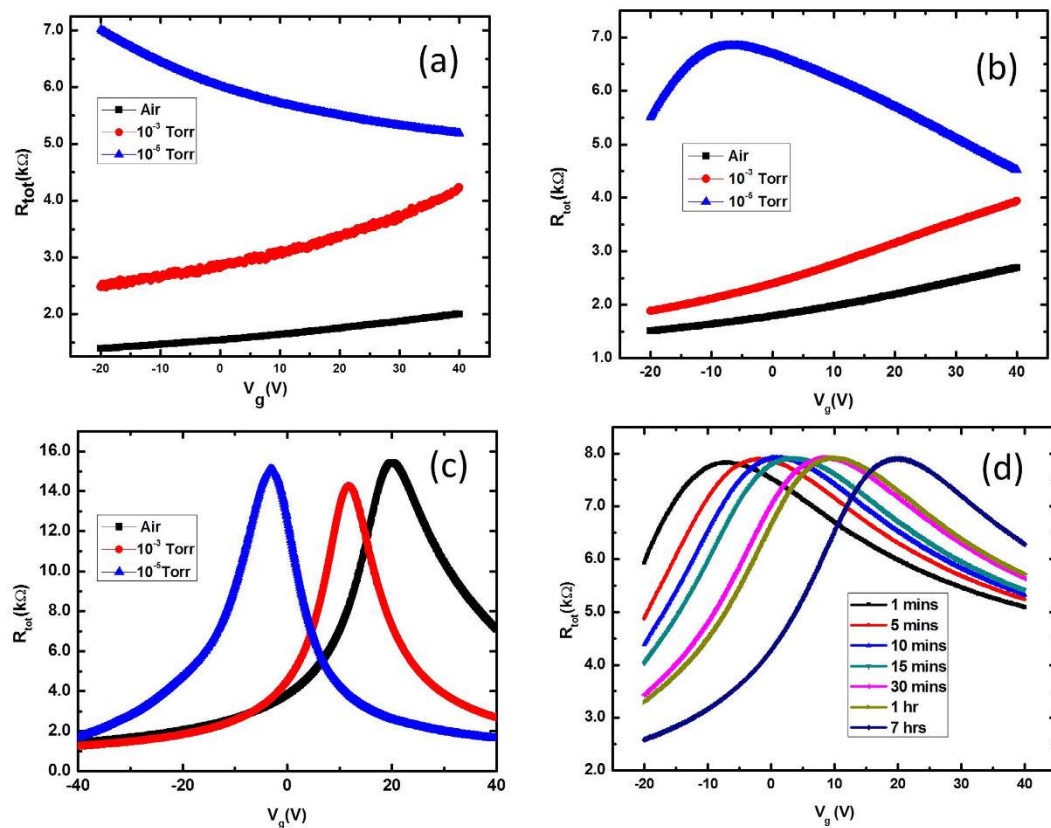 (a)
7.0
6.0
5.0
4.0
3.0
2.0
R_tot(kΩ)
Air
10⁻³ Torr
10⁻⁵ Torr
-20 -10 0 10 20 30 40
V_g(V)
(b)
7.0
6.0
5.0
4.0
3.0
2.0
1.0
R_tot(kΩ)
Air
10⁻³ Torr
10⁻⁵ Torr
-20 -10 0 10 20 30 40
V_g(V)
(c)
16.0
14.0
12.0
10.0
8.0
6.0
4.0
2.0
0.0
R_tot(kΩ)
Air
10⁻³ Torr
10⁻⁵Torr
-40 -20 0 20 40
V_g(V)
(d)
9.0
8.0
7.0
6.0
5.0
4.0
3.0
2.0
R_tot(kΩ)
1 mins
5 mins
10 mins
15 mins
30 mins
1 hr
7 hrs
-20 -10 0 10 20 30 40
V_g(V)